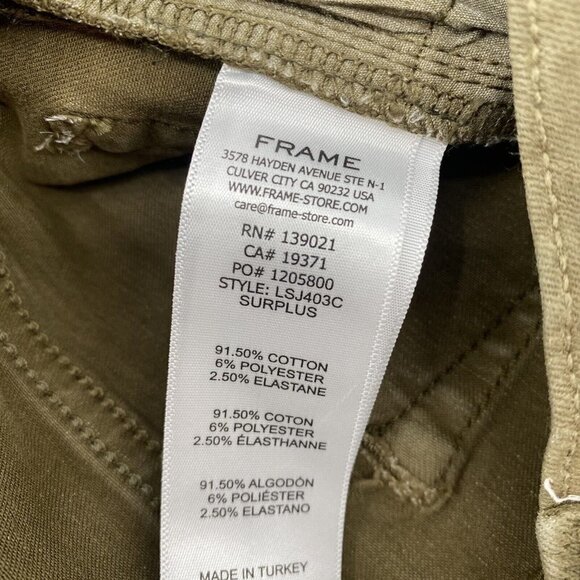 FRAME
3578 HAYDEN AVENUE STE N-1
CULVER CITY CA 90232 USA
WWW.FRAME-STORE.COM
care@frame-store.com
RN# 139021
CA# 19371
PO# 1205800
STYLE: LSJ403C
SURPLUS
91.50% COTTON
6% POLYESTER
2.50% ELASTANE
91.50% COTON
6% POLYESTER
2.50% ÉLASTHANNE
91.50% ALGODÓN
6% POLIÉSTER
2.50% ELASTANO
MADE IN TURKEY